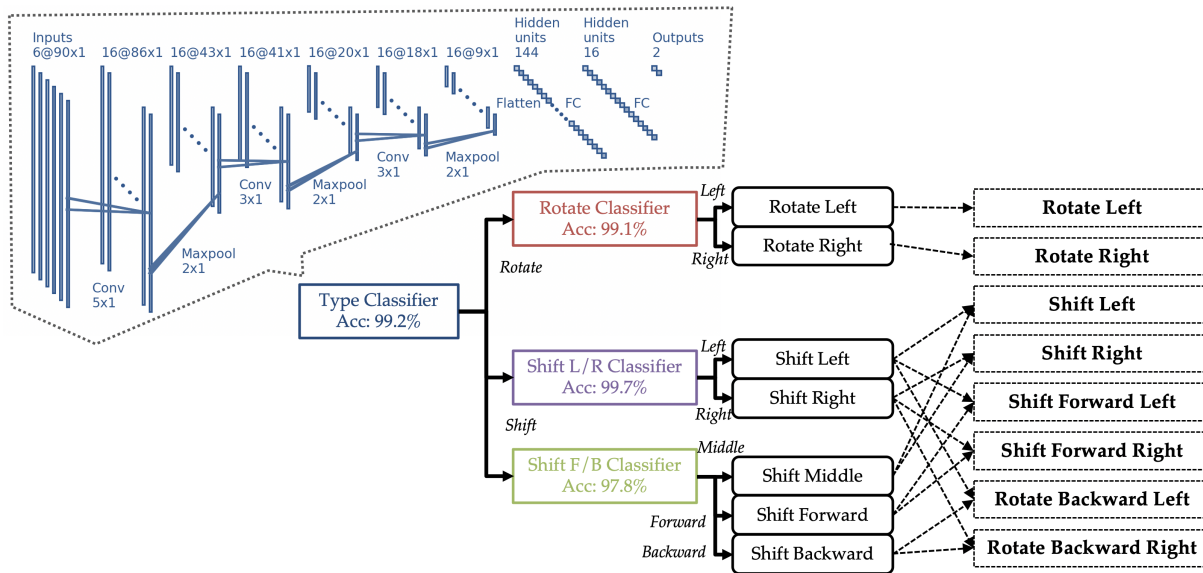 Inputs
6@90x1
16@86x1
16@43x1
16@41x1
16@20x1
16@18x1
16@9x1
Hidden
units
144
Hidden
units
16
Outputs
2
Flatten
FC
FC
Conv
5x1
Maxpool
2x1
Conv
3x1
Maxpool
2x1
Conv
3x1
Maxpool
2x1
Type Classifier
Acc: 99.2%
Rotate
Shift
Rotate Classifier
Acc: 99.1%
Left
Right
Rotate Left
Rotate Right
Shift L/R Classifier
Acc: 99.7%
Left
Right
Shift Left
Shift Right
Shift F/B Classifier
Acc: 97.8%
Middle
Forward
Backward
Shift Middle
Shift Forward
Shift Backward
Rotate Left
Rotate Right
Shift Left
Shift Right
Shift Forward Left
Shift Forward Right
Rotate Backward Left
Rotate Backward Right